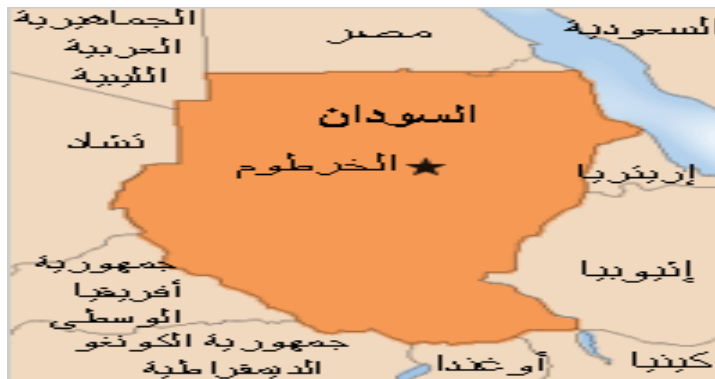 الجماهيرية
العربية
الليبية
مصر
السعودية
السودان
تشاد
الخرطوم
إريتريا
جمهورية
أفريقيا
الوسطى
إثيوبيا
جمهورية الكونغو
الديمقراطية
أوغندا
كينيا